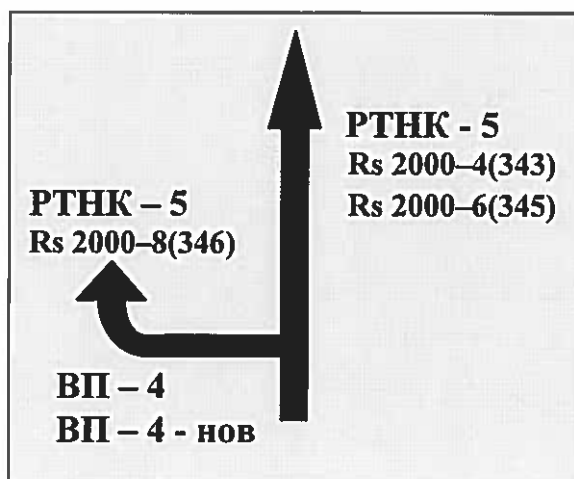 РТНК - 5
Rs 2000–4(343)
Rs 2000–6(345)
РТНК – 5
Rs 2000–8(346)
ВП – 4
ВП – 4 - нов